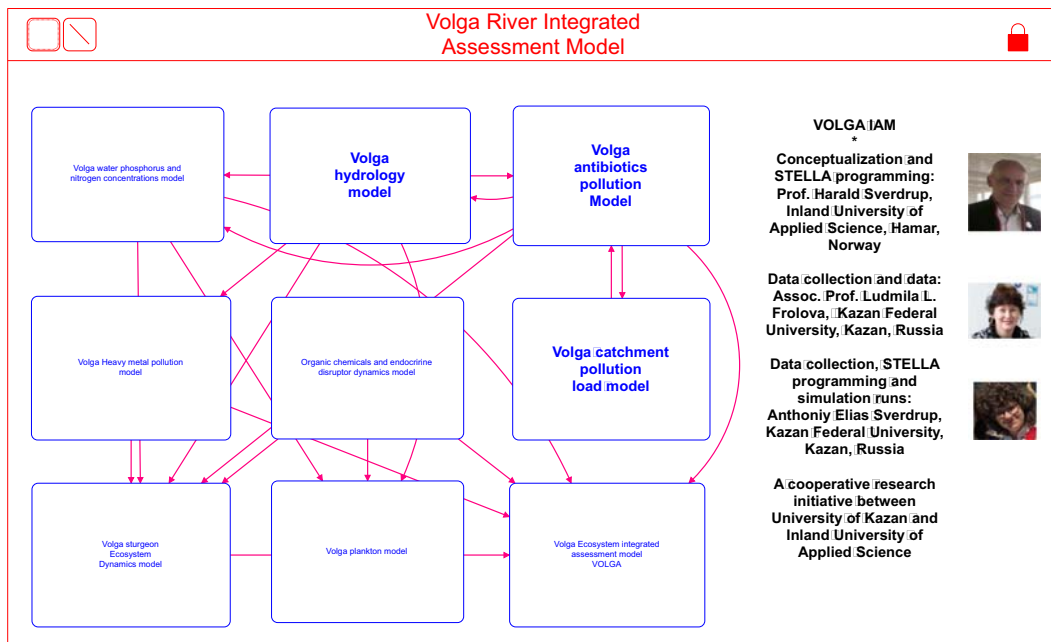 Volga River Integrated
Assessment Model
Volga water phosphorus and
nitrogen concentrations model
Volga
hydrology
model
Volga
antibiotics
pollution
Model
Volga Heavy metal pollution
model
Organic chemicals and endocririne
disruptor dynamics model
Volga catchment
pollution
load model
Volga sturgeon
Ecosystem
Dynamics model
Volga plankton model
Volga Ecosystem integrated
assessment model
VOLGA
VOLGA IAM
*
Conceptualization and
STELLA programming:
Prof. Harald Sverdrup,
Inland University of
Applied Science, Hamar,
Norway
Data collection and data:
Assoc. Prof. Ludmila L.
Frolova, Kazan Federal
University, Kazan, Russia
Data collection, STELLA
programming and
simulation runs:
Anthoniy Elias Sverdrup,
Kazan Federal University,
Kazan, Russia
A cooperative research
initiative between
University of Kazan and
Inland University of
Applied Science